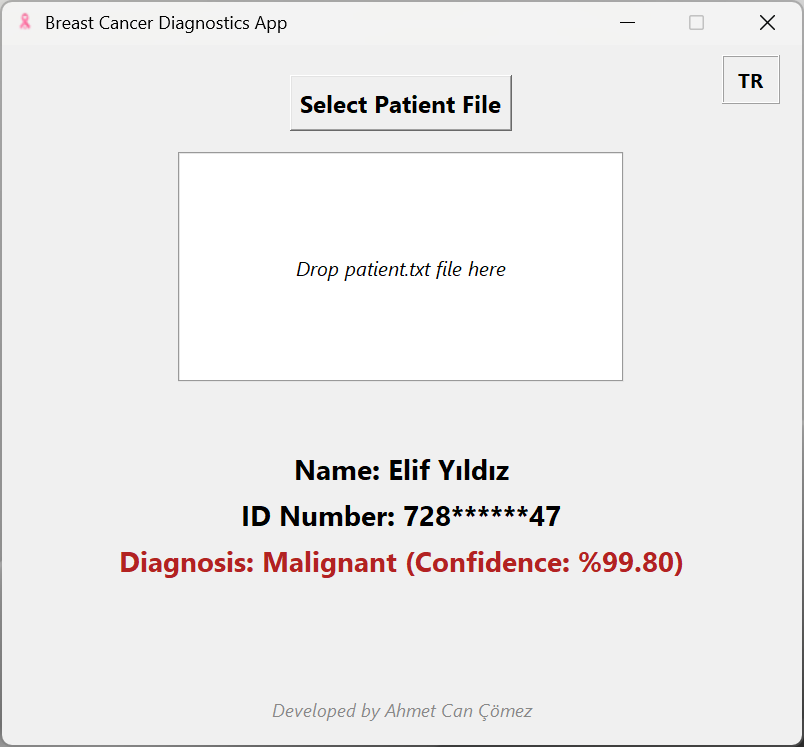 Breast Cancer Diagnostics App
TR
Select Patient File
Drop patient.txt file here
Name: Elif Yıldız
ID Number: 728******47
Diagnosis: Malignant (Confidence: %99.80)
Developed by Ahmet Can Çömez